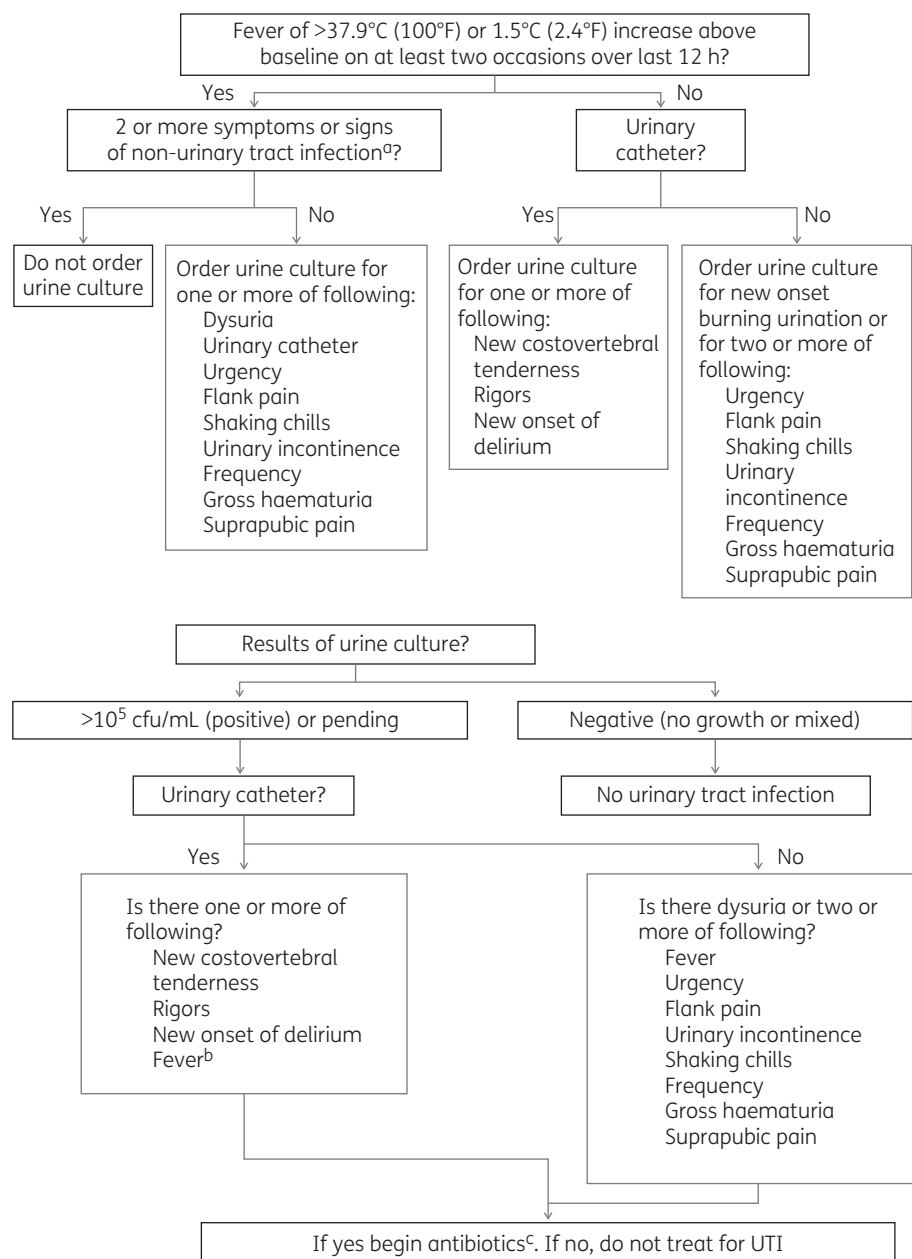 Fever of >37.9°C (100°F) or 1.5°C (2.4°F) increase above
baseline on at least two occasions over last 12 h?
Yes
No
2 or more symptoms or signs
of non-urinary tract infectionᵃ?
Urinary
catheter?
Yes
No
Yes
No
Do not order
urine culture
Order urine culture for
one or more of following:
Dysuria
Urinary catheter
Urgency
Flank pain
Shaking chills
Urinary incontinence
Frequency
Gross haematuria
Suprapubic pain
Order urine culture
for one or more of
following:
New costovertebral
tenderness
Rigors
New onset of
delirium
Order urine culture
for new onset
burning urination or
for two or more of
following:
Urgency
Flank pain
Shaking chills
Urinary
incontinence
Frequency
Gross haematuria
Suprapubic pain
Results of urine culture?
>10⁵ cfu/mL (positive) or pending
Negative (no growth or mixed)
Urinary catheter?
No urinary tract infection
Yes
No
Is there one or more of
following?
New costovertebral
tenderness
Rigors
New onset of delirium
Feverᵇ
Is there dysuria or two or
more of following?
Fever
Urgency
Flank pain
Urinary incontinence
Shaking chills
Frequency
Gross haematuria
Suprapubic pain
If yes begin antibioticsᶜ. If no, do not treat for UTI